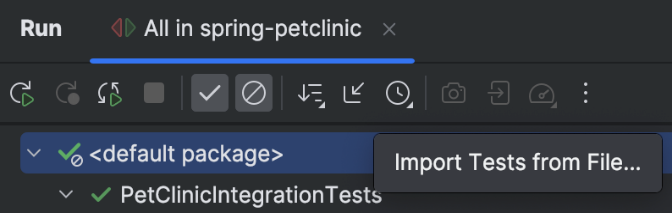 Run
All in spring-petclinic
<default package>
Import Tests from File...
PetClinicIntegrationTests